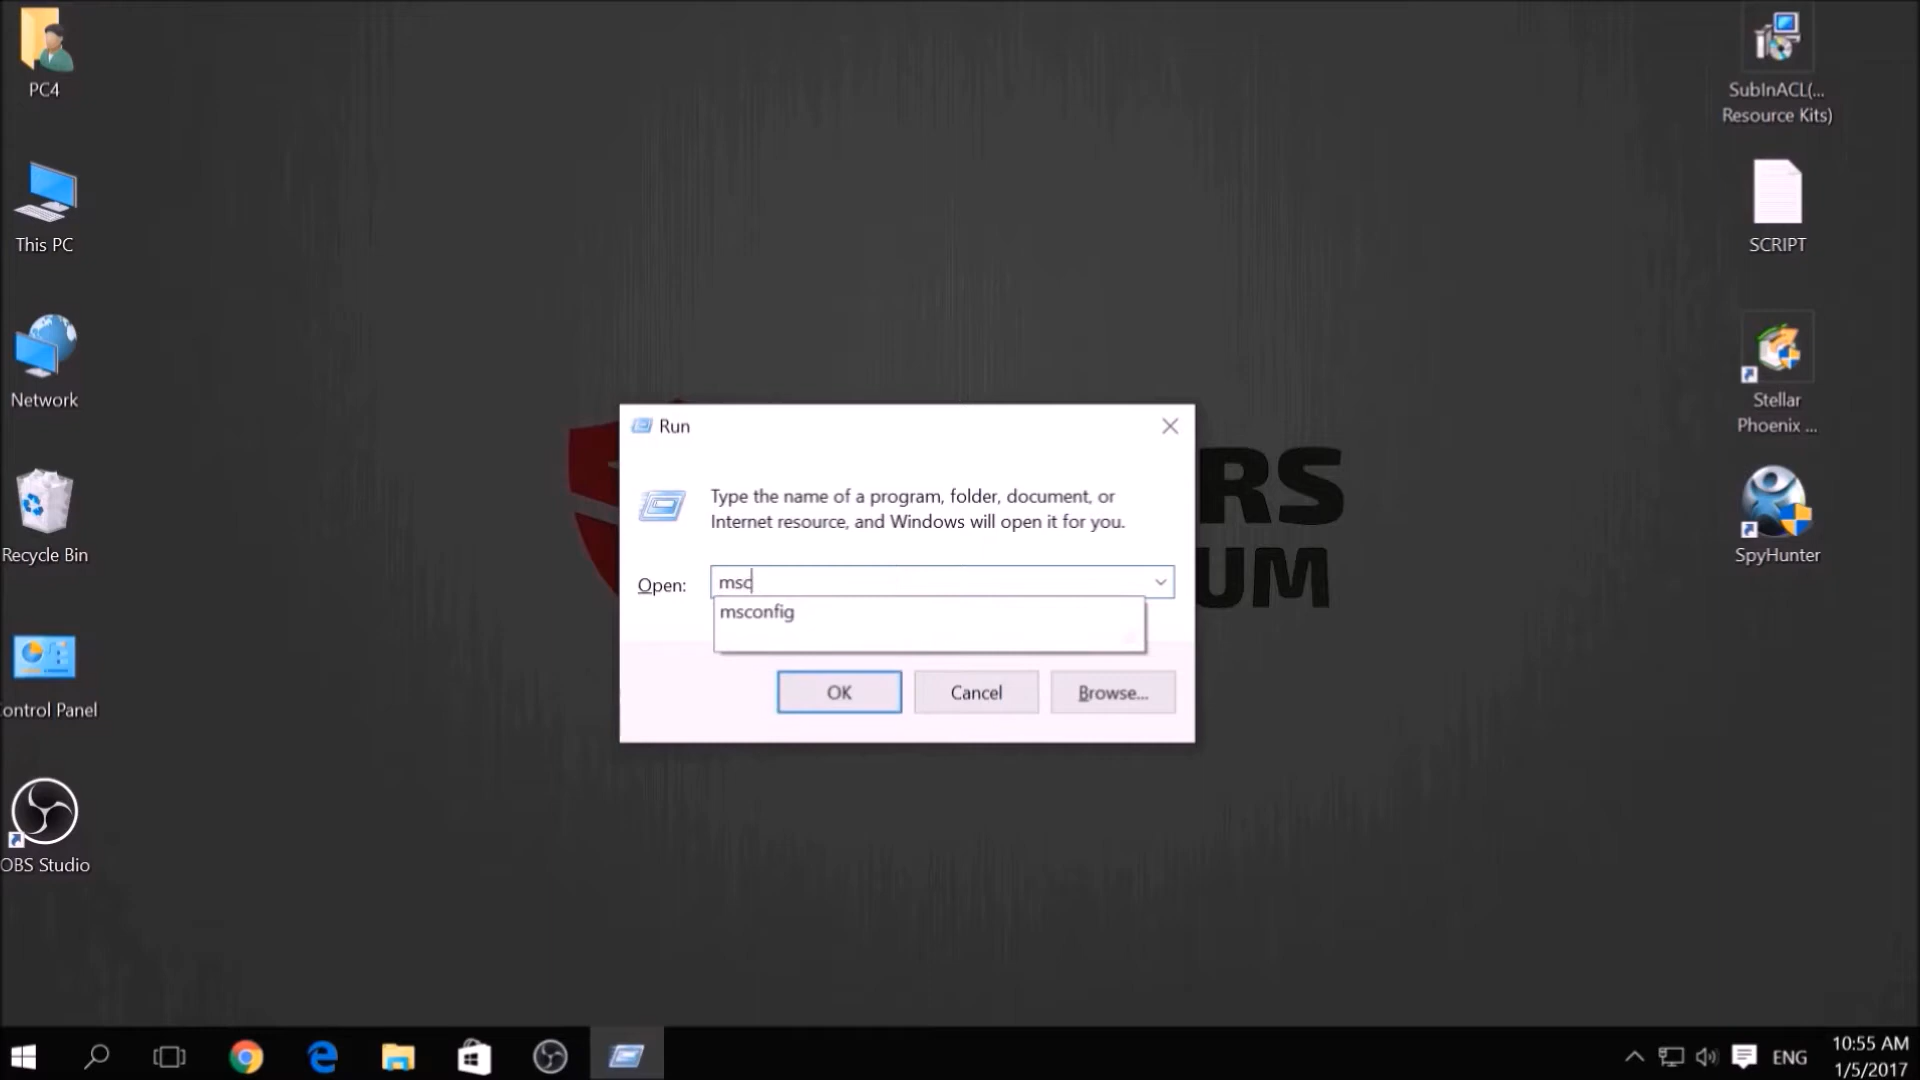 PC4
This PC
Network
Recycle Bin
ontrol Panel
OBS Studio
SubInACL(...
Resource Kits)
SCRIPT
Stellar
Phoenix ...
SpyHunter
RS
UM
Run
Type the name of a program, folder, document, or
Internet resource, and Windows will open it for you.
Open:
msc
msconfig
OK
Cancel
Browse...
ENG
10:55 AM
1/5/2017